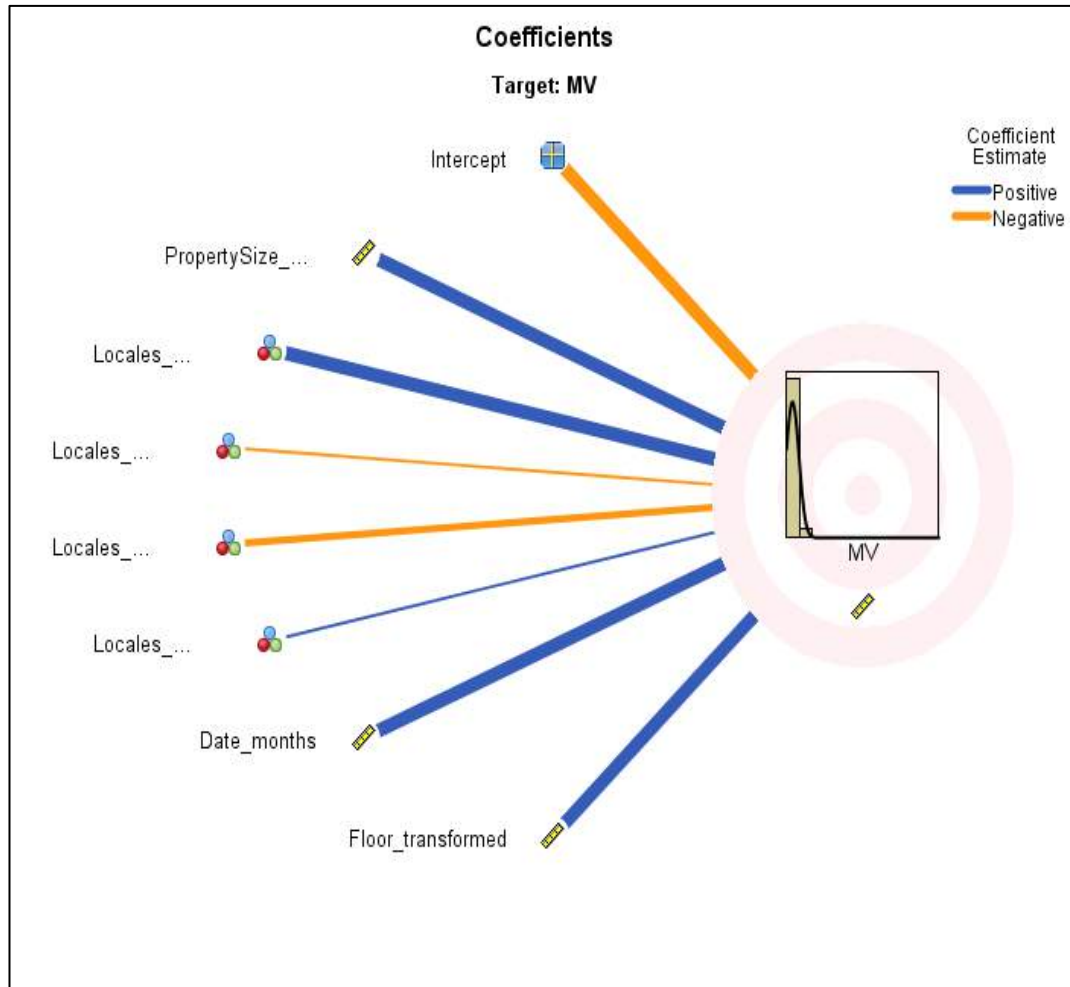 Coefficients
Target: MV
Coefficient
Estimate
Positive
Negative
Intercept
PropertySize_...
Locales_...
Locales_...
Locales_...
Locales_...
Date_months
Floor_transformed
MV